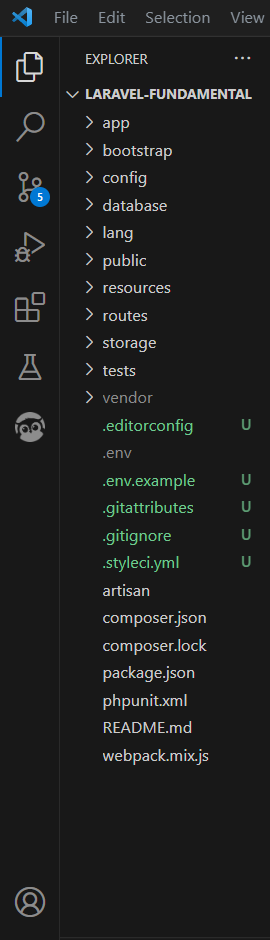 File Edit Selection View
EXPLORER ···
LARAVEL-FUNDAMENTAL
app
bootstrap
config
database
lang
public
resources
routes
storage
tests
vendor
.editorconfig U
.env
.env.example U
.gitattributes U
.gitignore U
.styleci.yml U
artisan
composer.json
composer.lock
package.json
phpunit.xml
README.md
webpack.mix.js
5